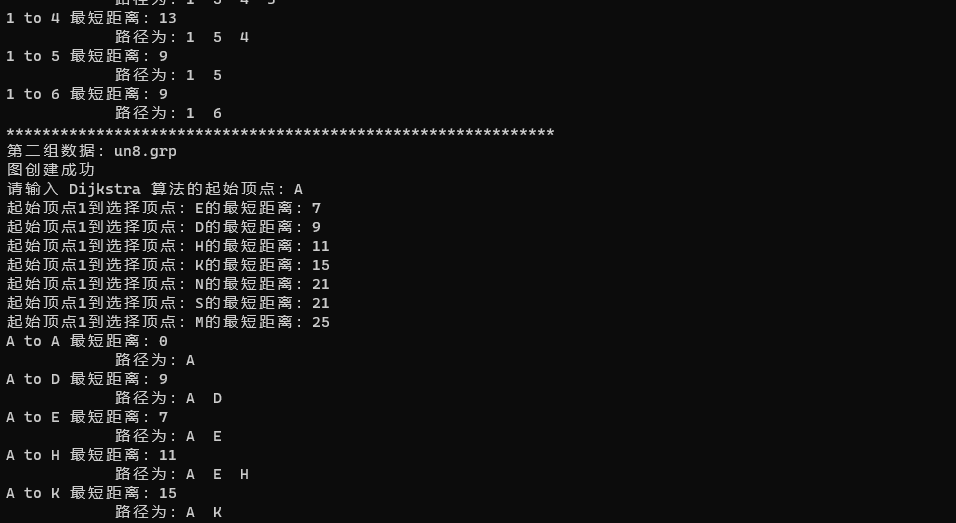 路径为: 1  3  4  3
1 to 4 最短距离: 13
路径为: 1  5  4
1 to 5 最短距离: 9
路径为: 1  5
1 to 6 最短距离: 9
路径为: 1  6
*************************************************************
第二组数据: un8.grp
图创建成功
请输入 Dijkstra 算法的起始顶点: A
起始顶点1到选择顶点: E的最短距离: 7
起始顶点1到选择顶点: D的最短距离: 9
起始顶点1到选择顶点: H的最短距离: 11
起始顶点1到选择顶点: K的最短距离: 15
起始顶点1到选择顶点: N的最短距离: 21
起始顶点1到选择顶点: S的最短距离: 21
起始顶点1到选择顶点: M的最短距离: 25
A to A 最短距离: 0
路径为: A
A to D 最短距离: 9
路径为: A  D
A to E 最短距离: 7
路径为: A  E
A to H 最短距离: 11
路径为: A  E  H
A to K 最短距离: 15
路径为: A  K